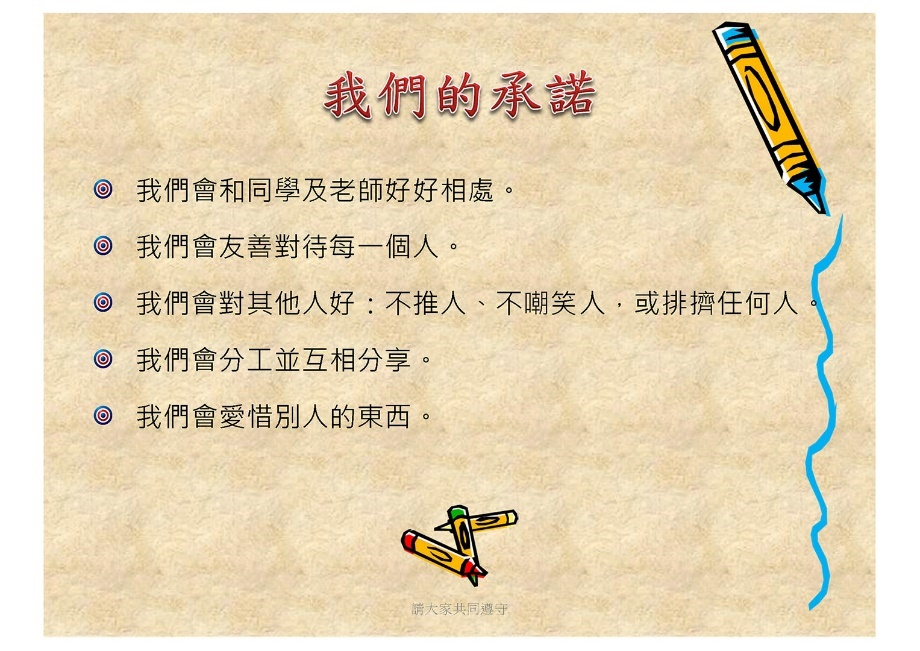 我們的承諾
我們會和同學及老師好好相處。
我們會友善對待每一個人。
我們會對其他人好：不推人、不嘲笑人，或排擠任何人。
我們會分工並互相分享。
我們會愛惜別人的東西。
請大家共同遵守